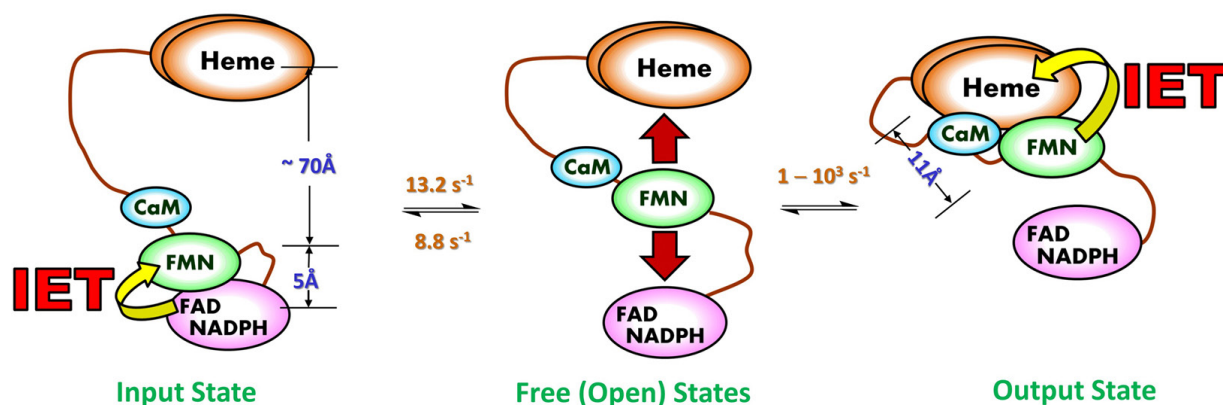 Heme
~ 70Å
CaM
FMN
5Å
IET
FAD
NADPH
Input State
13.2 s⁻¹
8.8 s⁻¹
Heme
CaM
FMN
FAD
NADPH
Free (Open) States
1 – 10³ s⁻¹
Heme
IET
CaM
FMN
11Å
FAD
NADPH
Output State